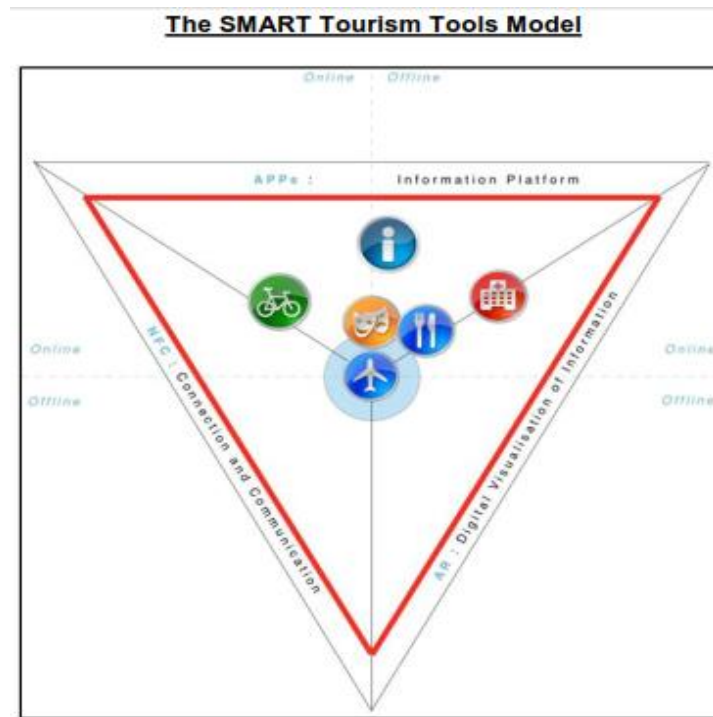 The SMART Tourism Tools Model
Online Offline
APPs : Information Platform
Online
Offline
NFC : Connection and Communication
AR : Digital Visualisation of Information
Online
Offline